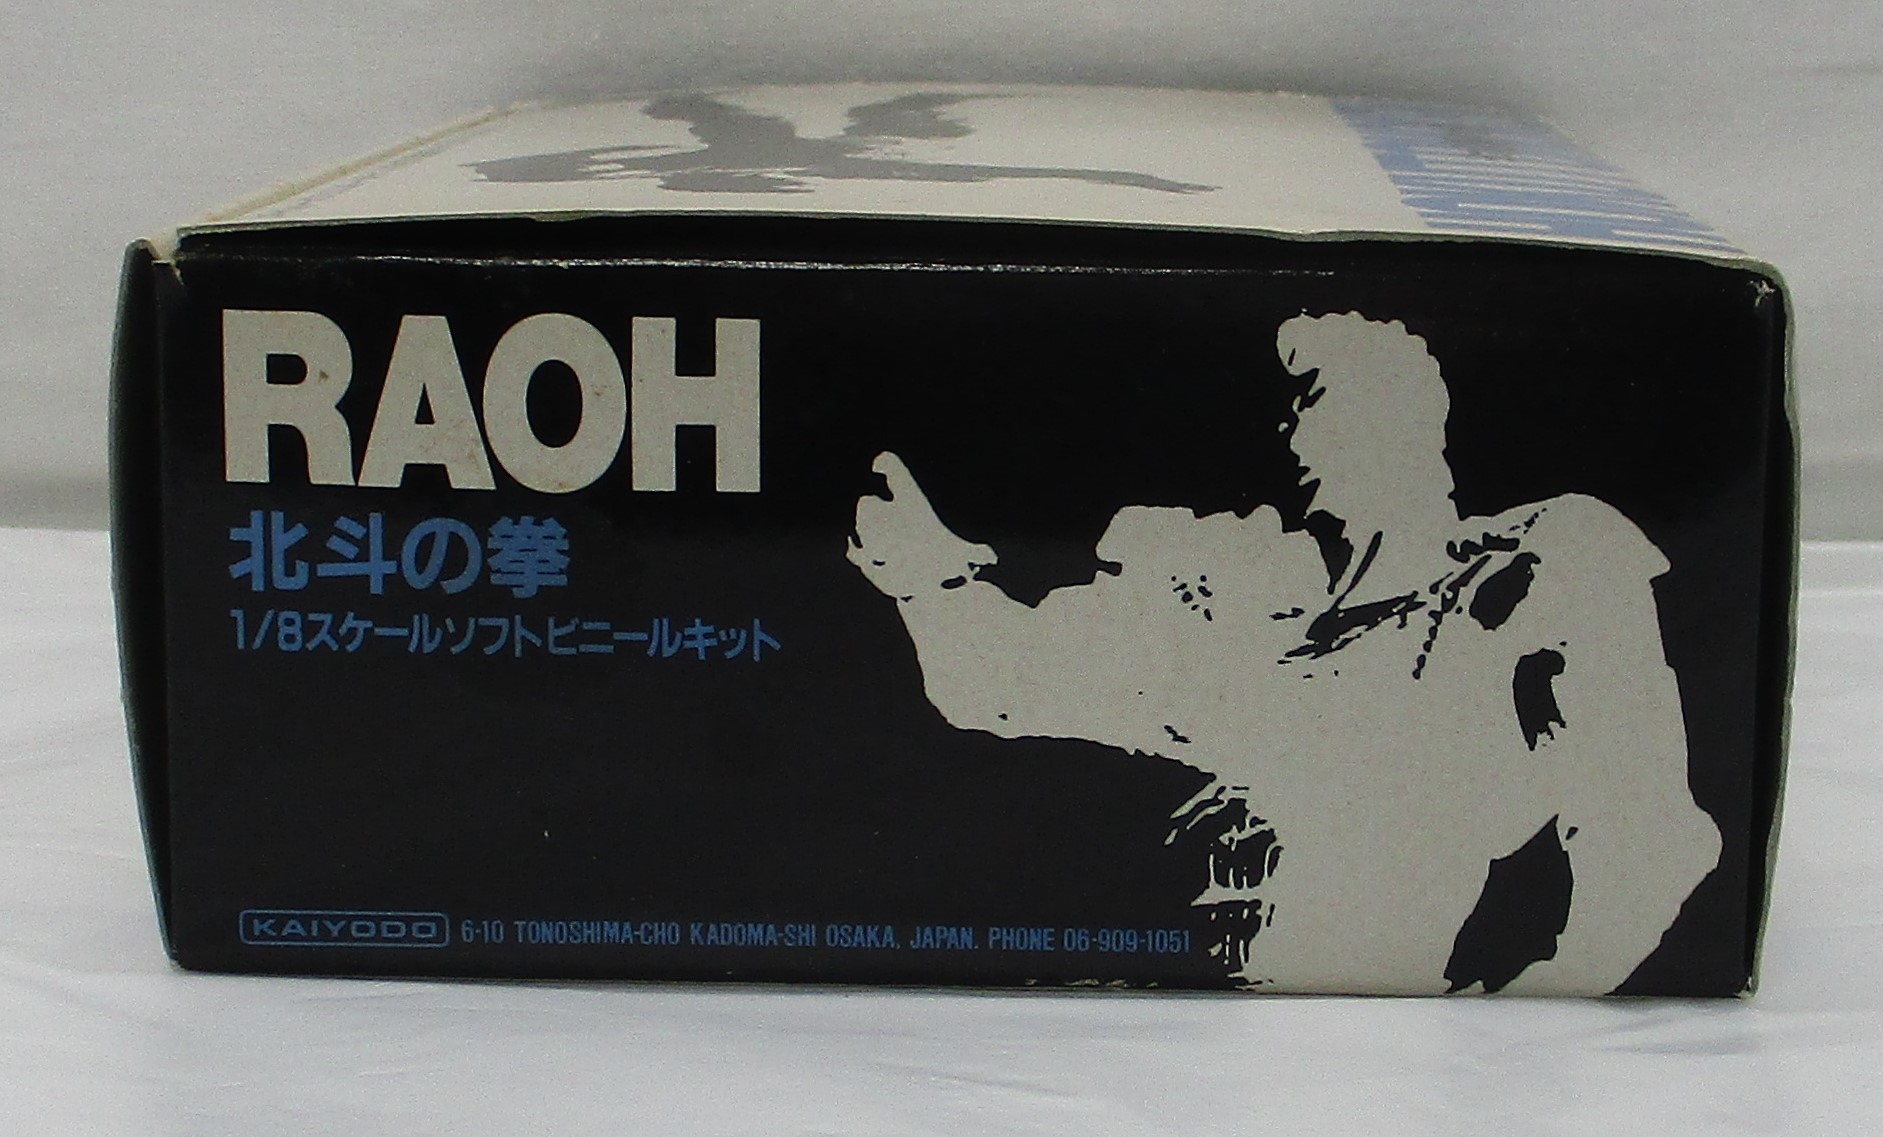 RAOH
北斗の拳
1/8スケールソフトビニールキット
KAIYODO 6-10 TONOSHIMA-CHO KADOMA-SHI OSAKA, JAPAN. PHONE 06-909-1051